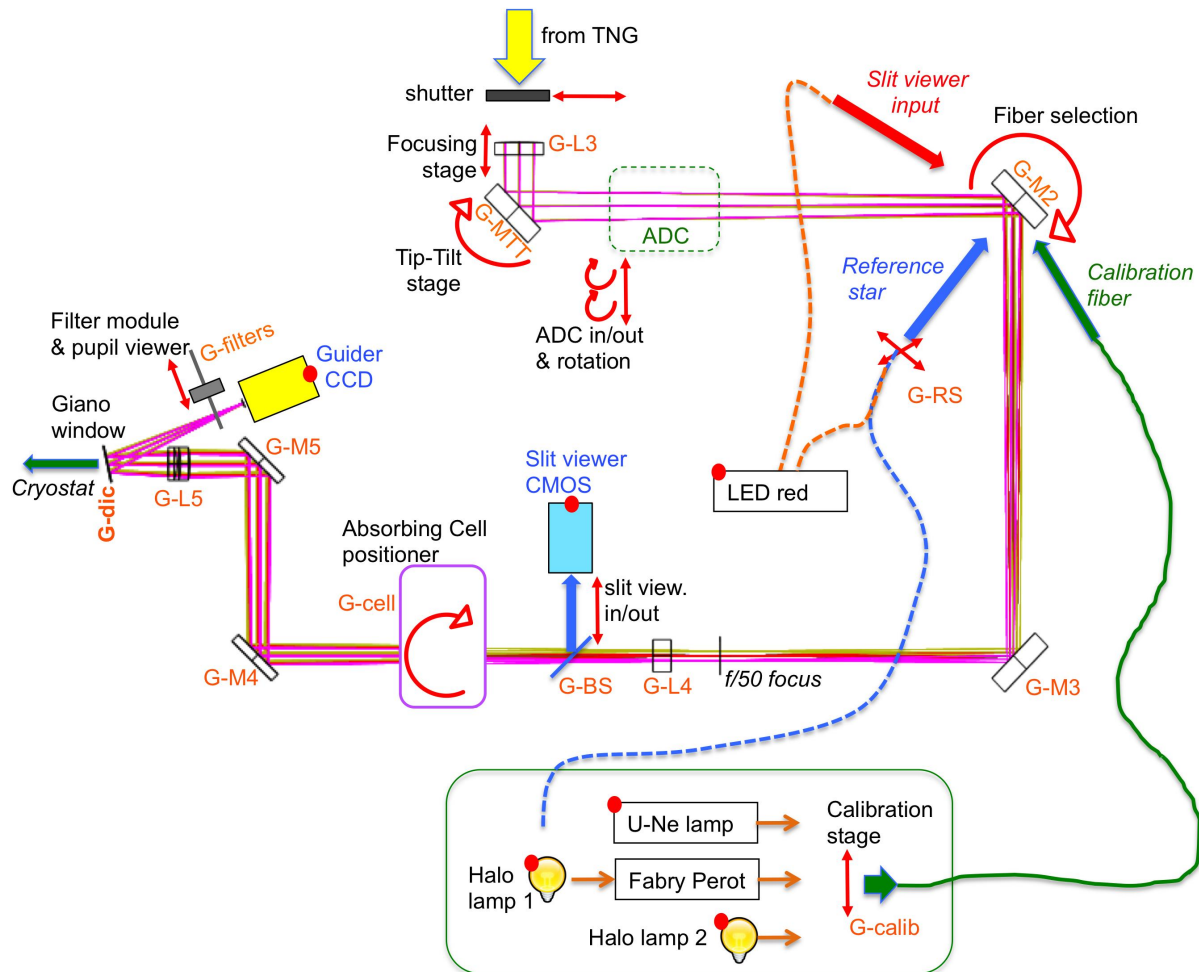 from TNG
shutter
Slit viewer
input
Fiber selection
Focusing
stage
G-L3
G-M2
G-MTT
ADC
Tip-Tilt
stage
Reference
star
Calibration
fiber
ADC in/out
& rotation
Filter module
& pupil viewer
G-filters
Guider
CCD
G-RS
Giano
window
G-M5
Cryostat
G-dic
G-L5
Slit viewer
CMOS
LED red
Absorbing Cell
positioner
G-cell
slit view.
in/out
G-M4
G-BS
G-L4
f/50 focus
G-M3
U-Ne lamp
Calibration
stage
Halo
lamp 1
Fabry Perot
Halo lamp 2
G-calib